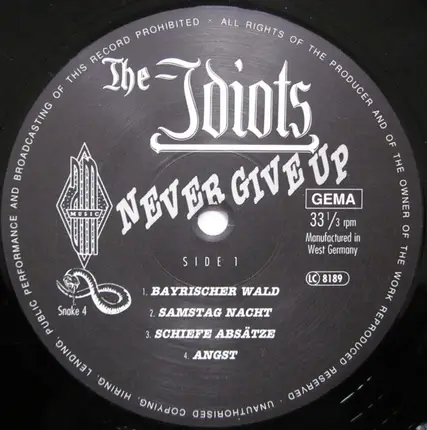 ALL RIGHTS OF THE PRODUCER AND OF THE OWNER OF THE WORK REPRODUCED RESERVED · UNAUTHORISED COPYING, HIRING, LENDING, PUBLIC PERFORMANCE AND BROADCASTING OF THIS RECORD PROHIBITED ·
The Idiots
NEVER GIVE UP
MUSIC
GEMA
33 1/3 rpm
Manufactured in
West Germany
SIDE 1
LC 8189
Snake 4
1. BAYRISCHER WALD
2. SAMSTAG NACHT
3. SCHIEFE ABSÄTZE
4. ANGST